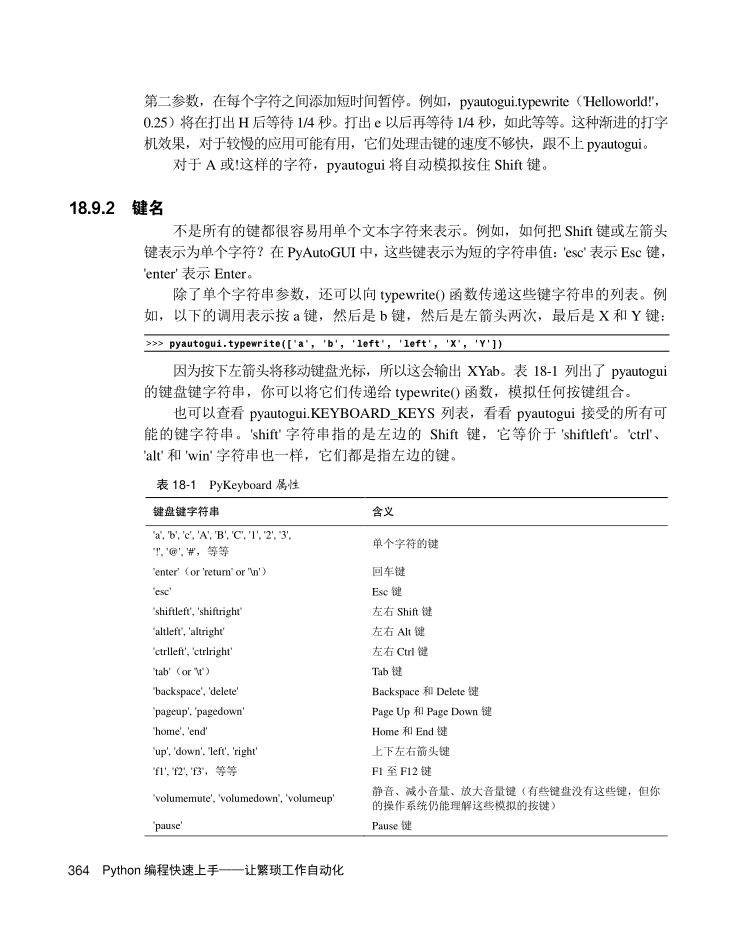 第二参数，在每个字符之间添加短时间暂停。例如，pyautogui.typewrite（'Helloworld!'，
0.25）将在打出 H 后等待 1/4 秒。打出 e 以后再等待 1/4 秒，如此等等。这种渐进的打字
机效果，对于较慢的应用可能有用，它们处理击键的速度不够快，跟不上 pyautogui。
对于 A 或!这样的字符，pyautogui 将自动模拟按住 Shift 键。
18.9.2 键名
不是所有的键都很容易用单个文本字符来表示。例如，如何把 Shift 键或左箭头
键表示为单个字符？在 PyAutoGUI 中，这些键表示为短的字符串值：'esc' 表示 Esc 键，
'enter' 表示 Enter。
除了单个字符串参数，还可以向 typewrite() 函数传递这些键字符串的列表。例
如，以下的调用表示按 a 键，然后是 b 键，然后是左箭头两次，最后是 X 和 Y 键：
>>> pyautogui.typewrite(['a', 'b', 'left', 'left', 'X', 'Y'])
因为按下左箭头将移动键盘光标，所以这会输出 XYab。表 18-1 列出了 pyautogui
的键盘键字符串，你可以将它们传递给 typewrite() 函数，模拟任何按键组合。
也可以查看 pyautogui.KEYBOARD_KEYS 列表，看看 pyautogui 接受的所有可
能的键字符串。'shift' 字符串指的是左边的 Shift 键，它等价于 'shiftleft'。'ctrl'、
'alt' 和 'win' 字符串也一样，它们都是指左边的键。
表 18-1 PyKeyboard 属性
键盘键字符串 含义
'a', 'b', 'c', 'A', 'B', 'C', '1', '2', '3',
'!', '@', '#'，等等 单个字符的键
'enter'（or 'return' or '\n'） 回车键
'esc' Esc 键
'shiftleft', 'shiftright' 左右 Shift 键
'altleft', 'altright' 左右 Alt 键
'ctrlleft', 'ctrlright' 左右 Ctrl 键
'tab'（or '\t'） Tab 键
'backspace', 'delete' Backspace 和 Delete 键
'pageup', 'pagedown' Page Up 和 Page Down 键
'home', 'end' Home 和 End 键
'up', 'down', 'left', 'right' 上下左右箭头键
'f1', 'f2', 'f3'，等等 F1 至 F12 键
'volumemute', 'volumedown', 'volumeup' 静音、减小音量、放大音量键（有些键盘没有这些键，但你
的操作系统仍能理解这些模拟的按键）
'pause' Pause 键
364 Python 编程快速上手——让繁琐工作自动化